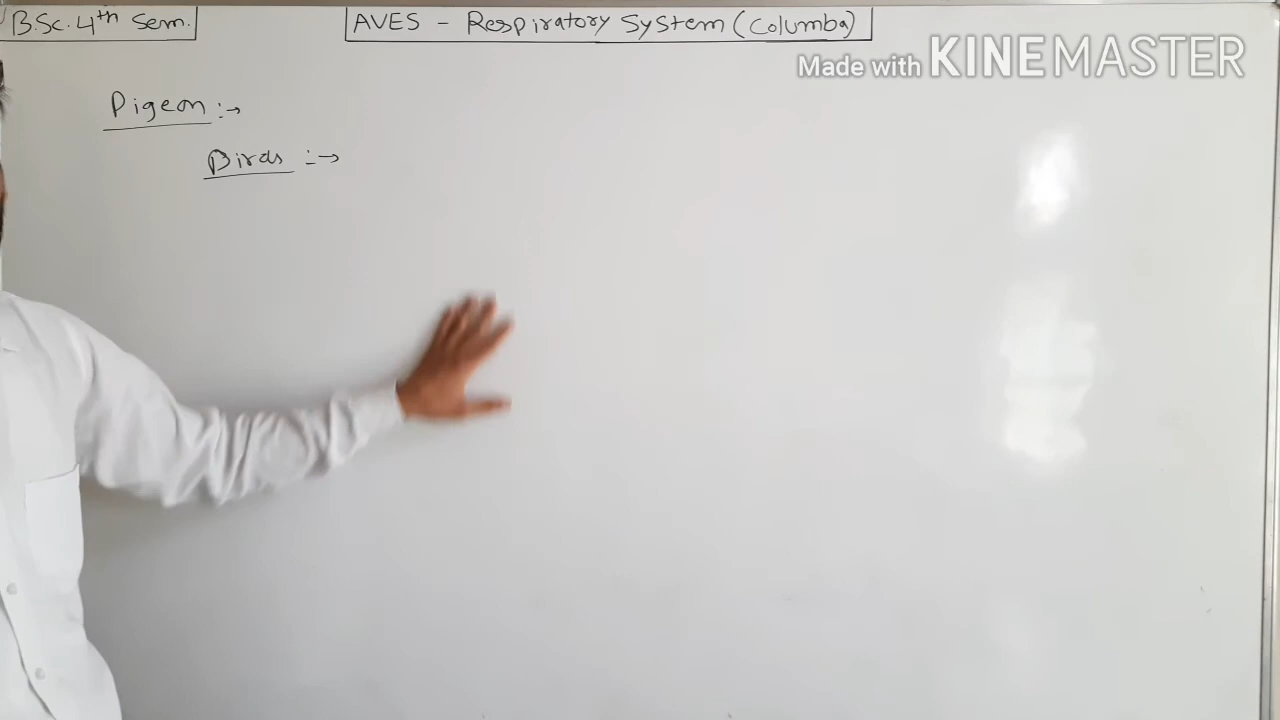 B.Sc. 4th Sem.
AVES - Respiratory System (Columba)
Made with KINEMASTER
Pigeon :→
Birds :→